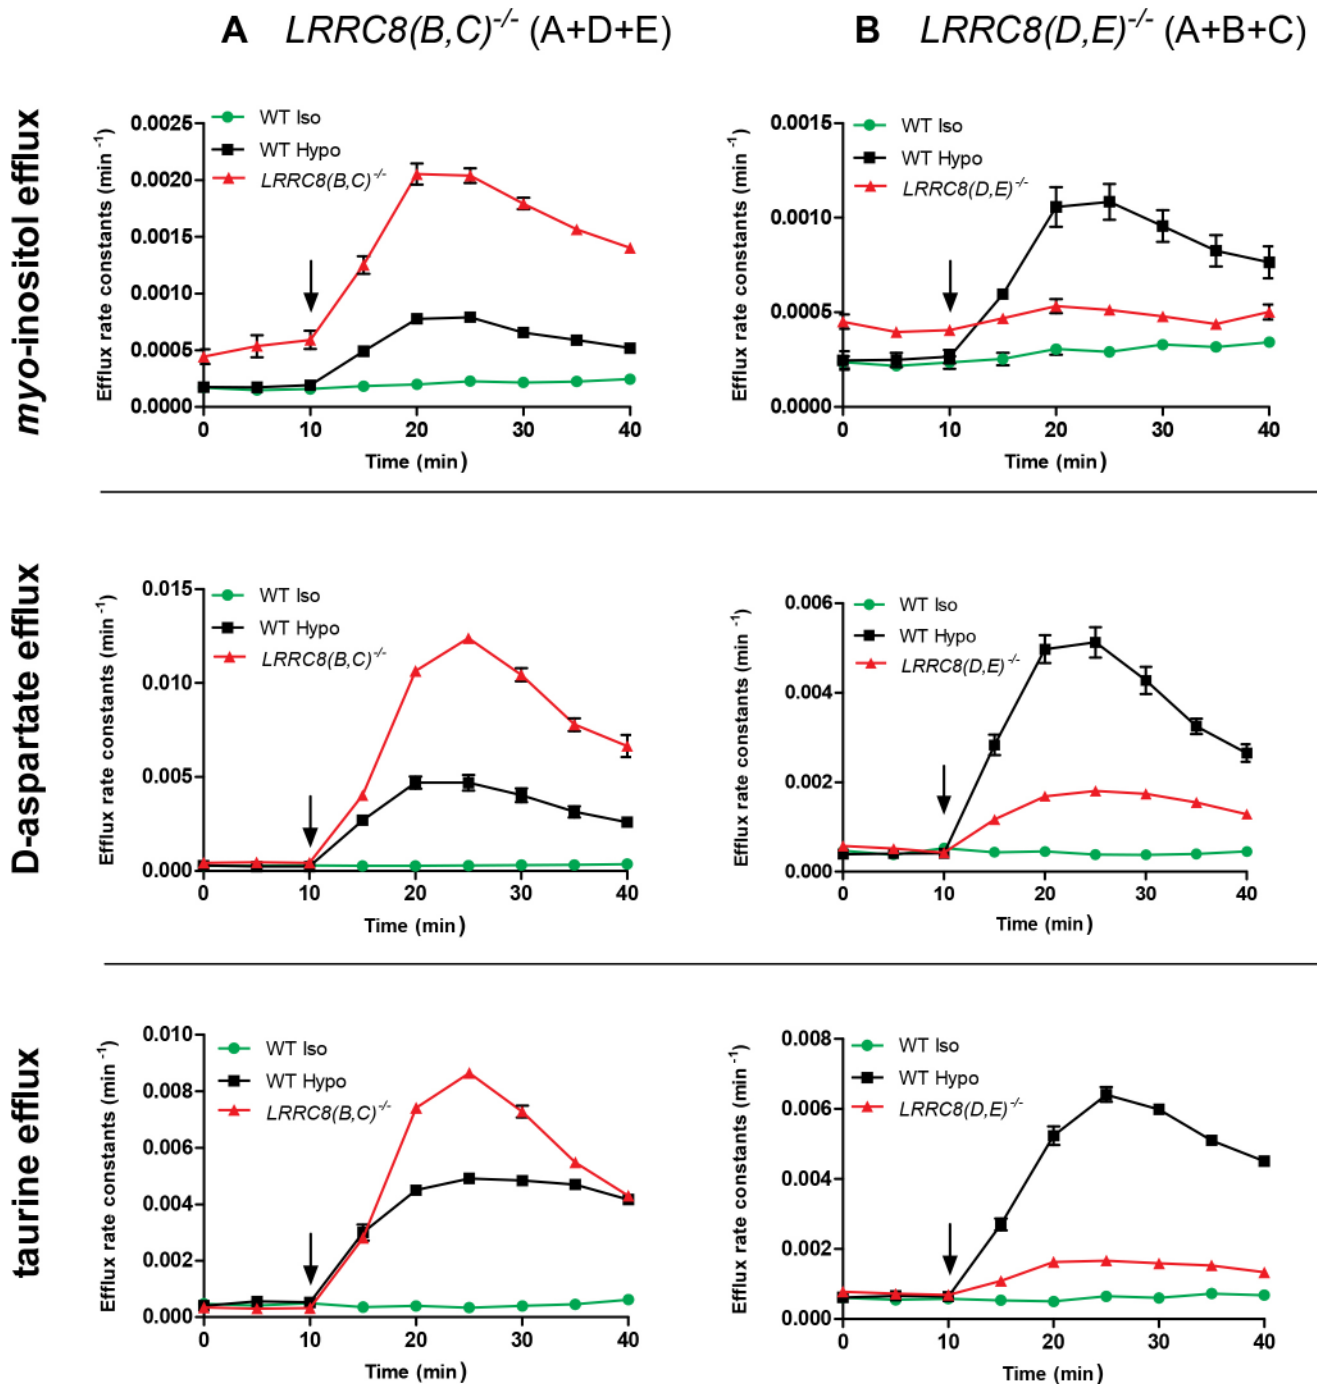 A LRRC8(B,C)-/- (A+D+E)
B LRRC8(D,E)-/- (A+B+C)
myo-inositol efflux
Efflux rate constants (min-1)
WT Iso
WT Hypo
LRRC8(B,C)-/-
0.0025
0.0020
0.0015
0.0010
0.0005
0.0000
0 10 20 30 40
Time (min)
Efflux rate constants (min-1)
WT Iso
WT Hypo
LRRC8(D,E)-/-
0.0015
0.0010
0.0005
0.0000
0 10 20 30 40
Time (min)
D-aspartate efflux
Efflux rate constants (min-1)
WT Iso
WT Hypo
LRRC8(B,C)-/-
0.015
0.010
0.005
0.000
0 10 20 30 40
Time (min)
Efflux rate constants (min-1)
WT Iso
WT Hypo
LRRC8(D,E)-/-
0.006
0.004
0.002
0.000
0 10 20 30 40
Time (min)
taurine efflux
Efflux rate constants (min-1)
WT Iso
WT Hypo
LRRC8(B,C)-/-
0.010
0.008
0.006
0.004
0.002
0.000
0 10 20 30 40
Time (min)
Efflux rate constants (min-1)
WT Iso
WT Hypo
LRRC8(D,E)-/-
0.008
0.006
0.004
0.002
0.000
0 10 20 30 40
Time (min)